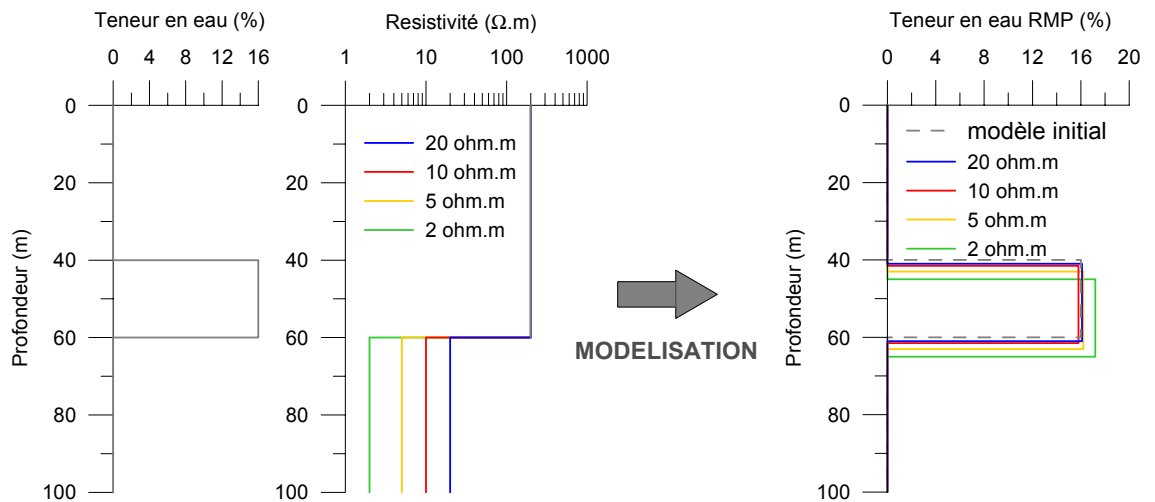 Teneur en eau (%)
0 4 8 12 16
Profondeur (m)
0
20
40
60
80
100
Resistivité (Ω.m)
1 10 100 1000
0
20
40
60
80
100
20 ohm.m
10 ohm.m
5 ohm.m
2 ohm.m
MODELISATION
Teneur en eau RMP (%)
0 4 8 12 16 20
Profondeur (m)
0
20
40
60
80
100
modèle initial
20 ohm.m
10 ohm.m
5 ohm.m
2 ohm.m